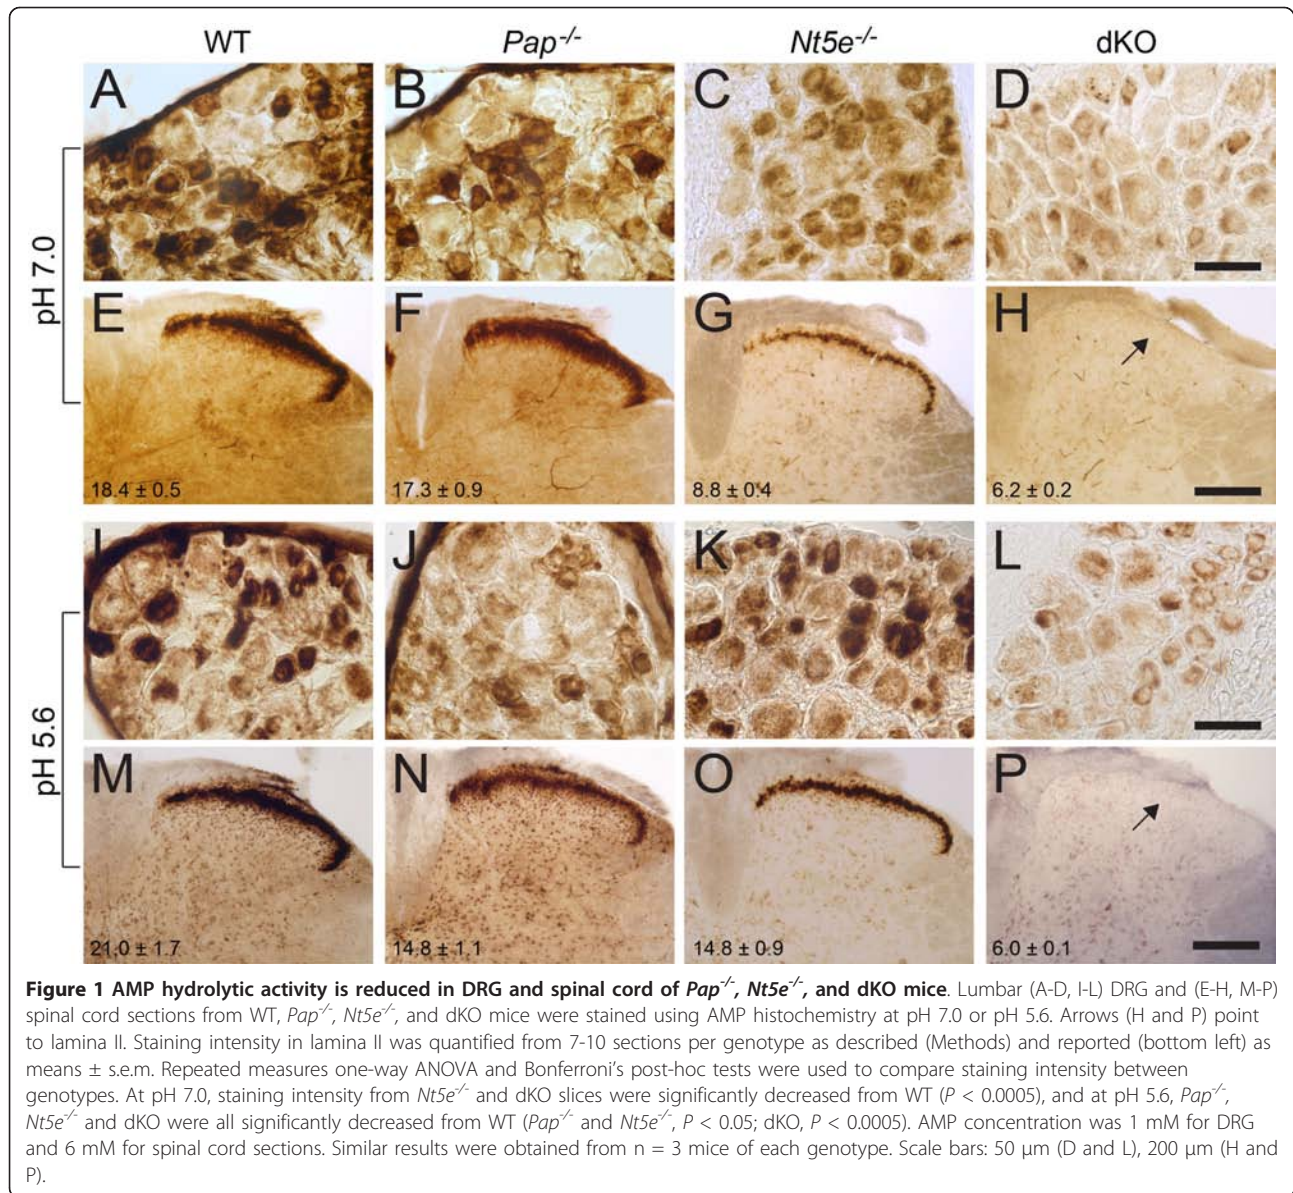 WT Pap-/- Nt5e-/- dKO
A B C D
pH 7.0
E F G H
18.4 ± 0.5 17.3 ± 0.9 8.8 ± 0.4 6.2 ± 0.2
I J K L
pH 5.6
M N O P
21.0 ± 1.7 14.8 ± 1.1 14.8 ± 0.9 6.0 ± 0.1
Figure 1 AMP hydrolytic activity is reduced in DRG and spinal cord of Pap-/-, Nt5e-/-, and dKO mice. Lumbar (A-D, I-L) DRG and (E-H, M-P)
spinal cord sections from WT, Pap-/-, Nt5e-/-, and dKO mice were stained using AMP histochemistry at pH 7.0 or pH 5.6. Arrows (H and P) point
to lamina II. Staining intensity in lamina II was quantified from 7-10 sections per genotype as described (Methods) and reported (bottom left) as
means ± s.e.m. Repeated measures one-way ANOVA and Bonferroni's post-hoc tests were used to compare staining intensity between
genotypes. At pH 7.0, staining intensity from Nt5e-/- and dKO slices were significantly decreased from WT (P < 0.0005), and at pH 5.6, Pap-/-,
Nt5e-/- and dKO were all significantly decreased from WT (Pap-/- and Nt5e-/-, P < 0.05; dKO, P < 0.0005). AMP concentration was 1 mM for DRG
and 6 mM for spinal cord sections. Similar results were obtained from n = 3 mice of each genotype. Scale bars: 50 μm (D and L), 200 μm (H and
P).